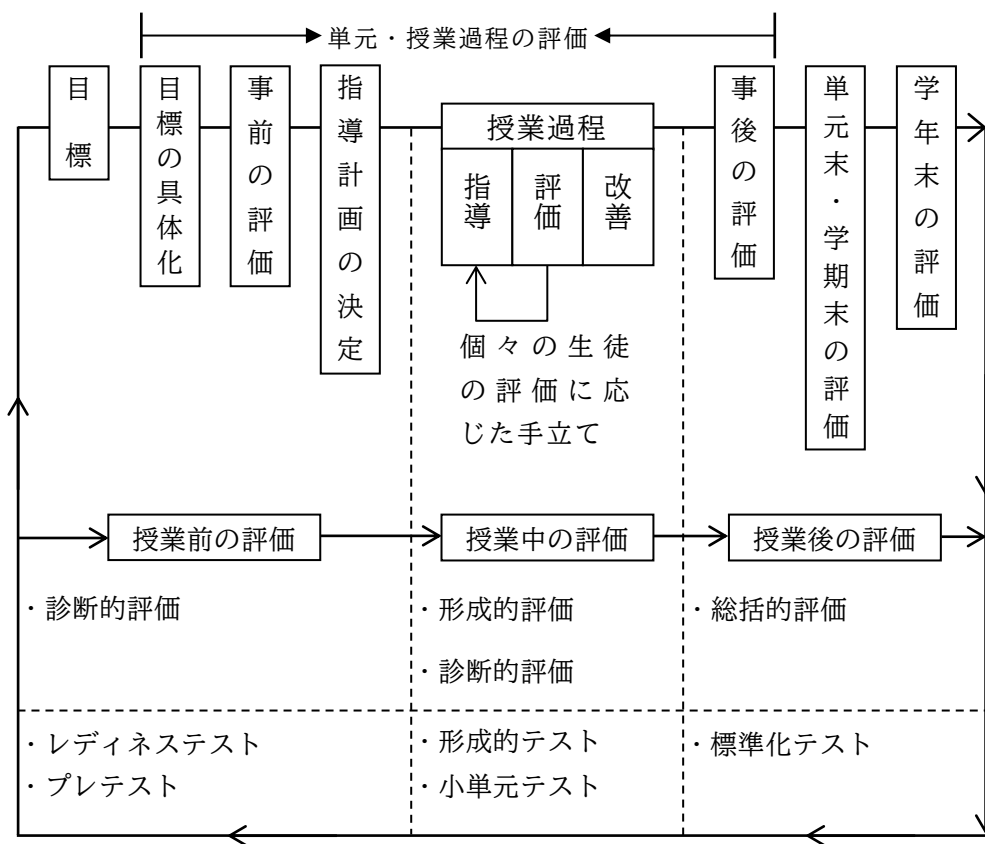 単元・授業過程の評価
目標
目標の具体化
事前の評価
指導計画の決定
授業過程
指導
評価
改善
個々の生徒
の評価に応
じた手立て
事後の評価
単元末・学期末の評価
学年末の評価
授業前の評価
授業中の評価
授業後の評価
・診断的評価
・形成的評価
・診断的評価
・総括的評価
・レディネステスト
・プレテスト
・形成的テスト
・小単元テスト
・標準化テスト